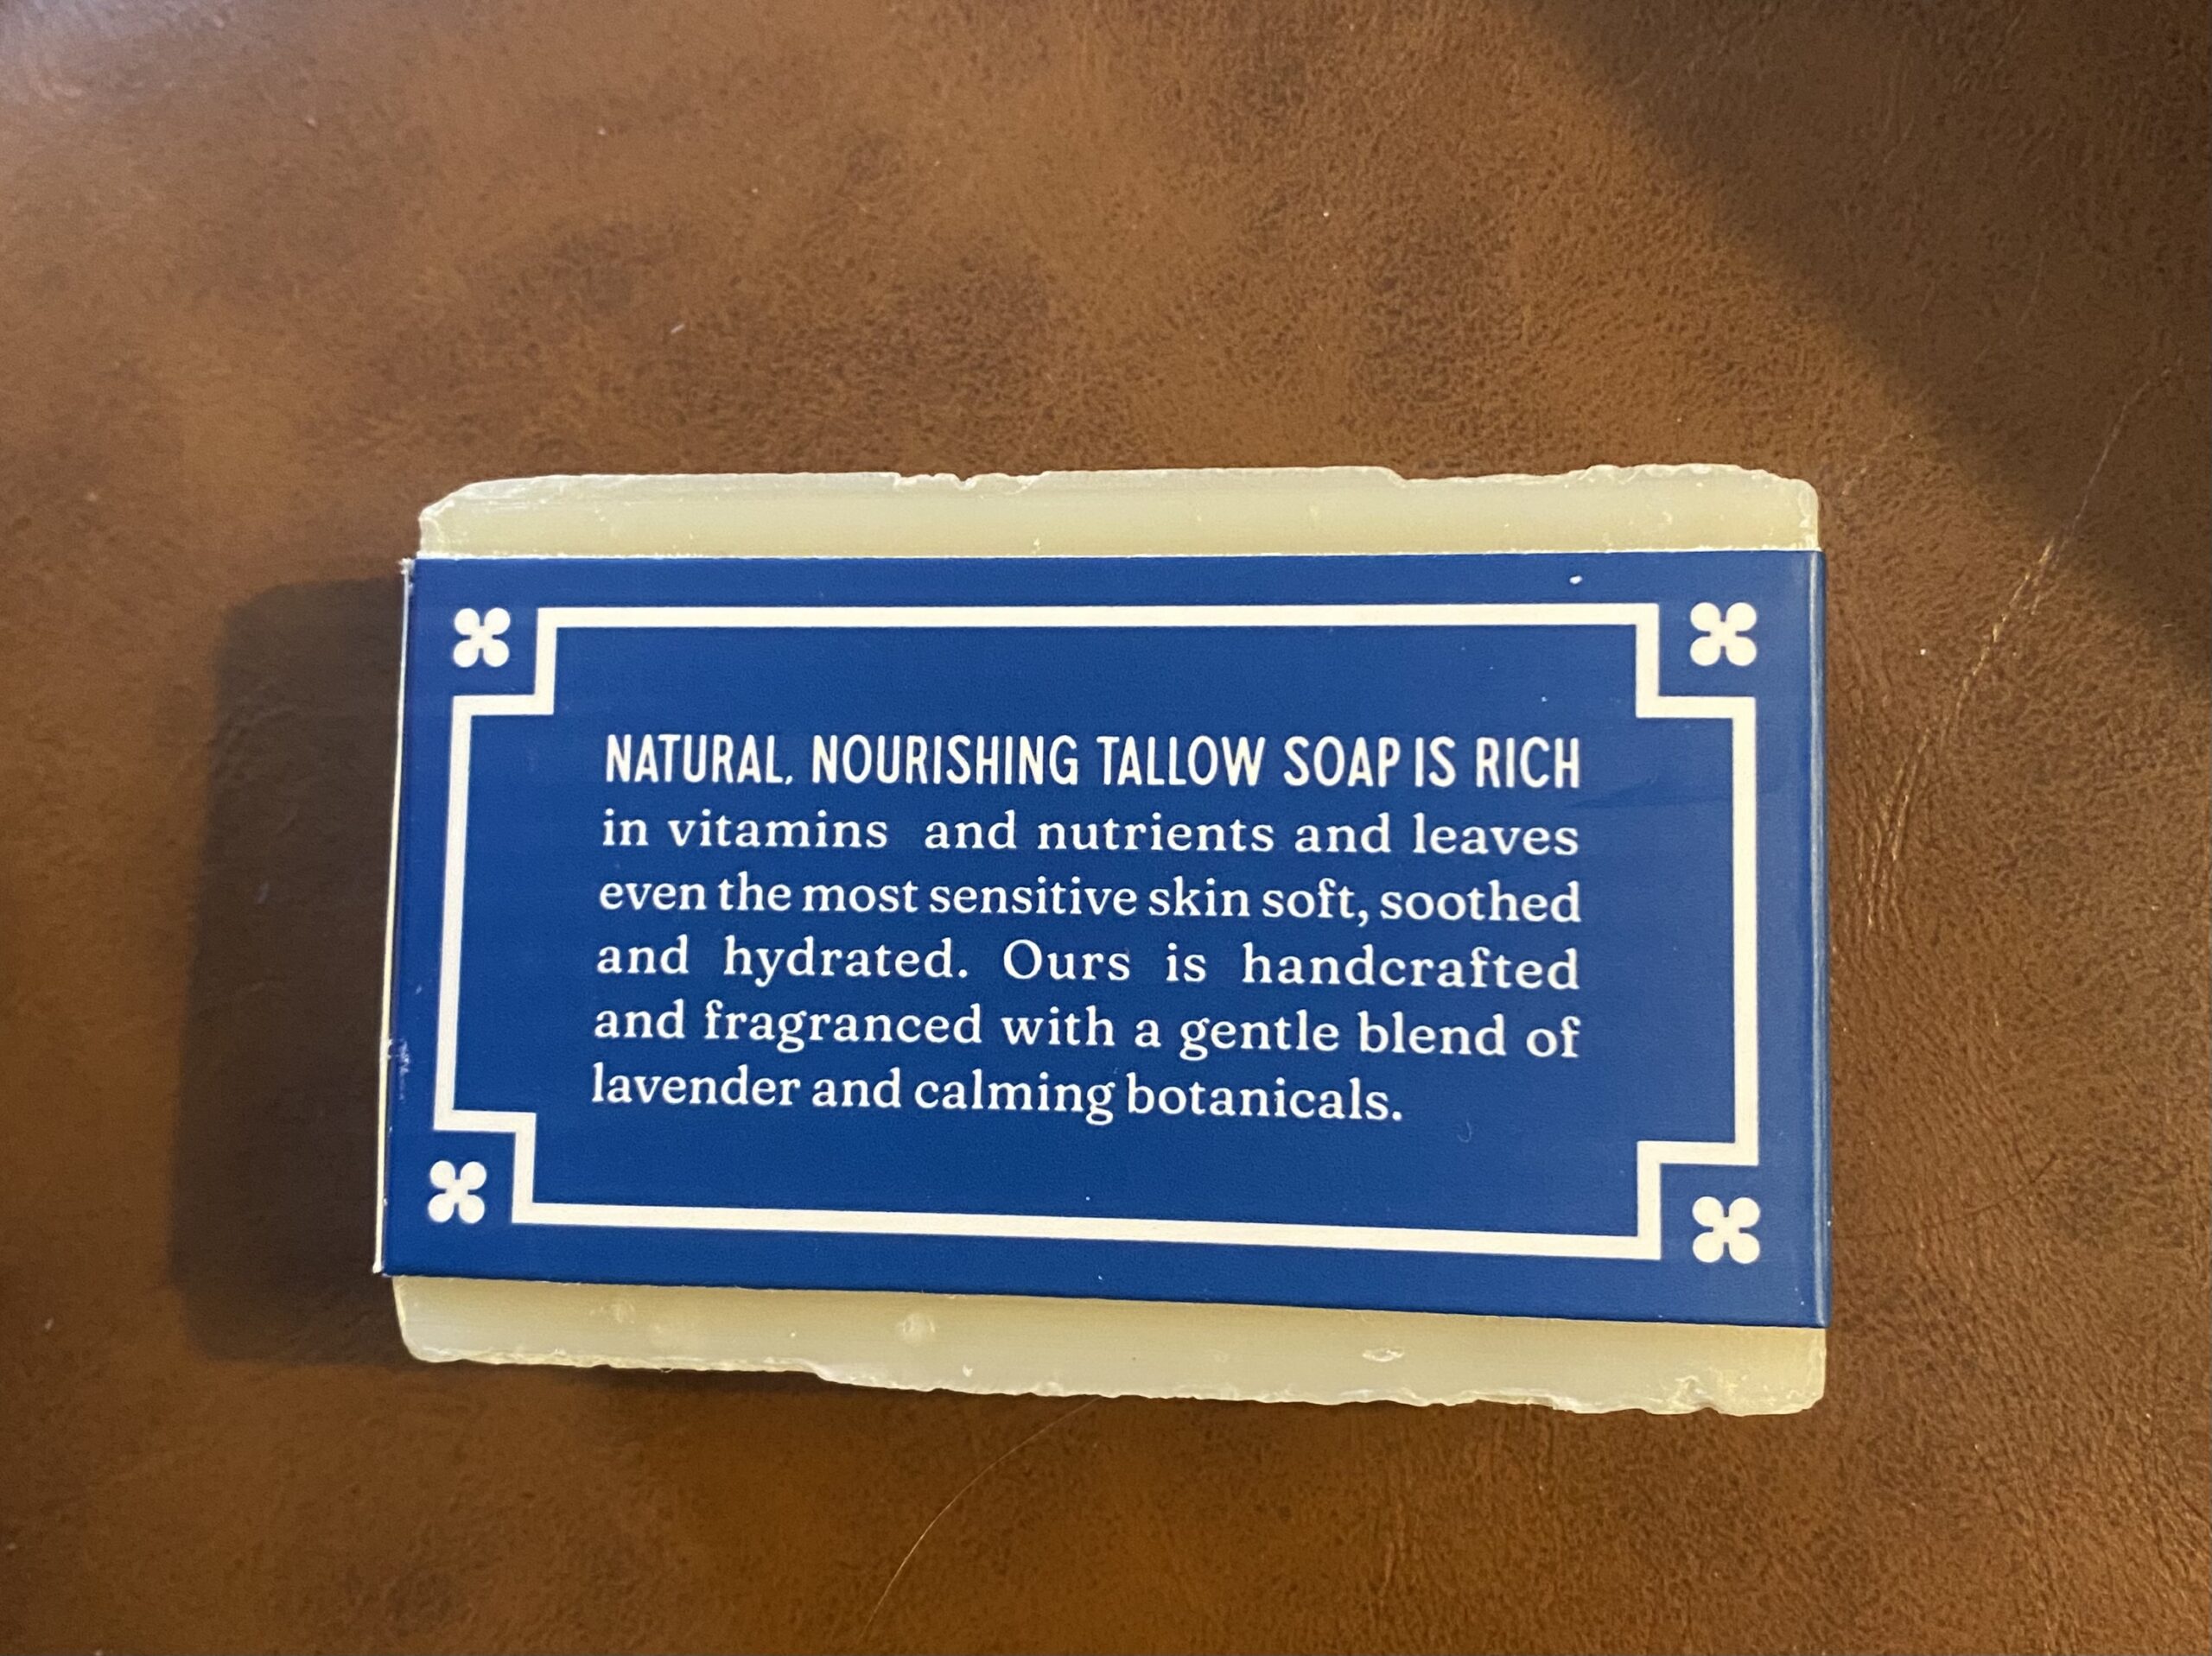 NATURAL, NOURISHING TALLOW SOAP IS RICH
in vitamins and nutrients and leaves
even the most sensitive skin soft, soothed
and hydrated. Ours is handcrafted
and fragranced with a gentle blend of
lavender and calming botanicals.